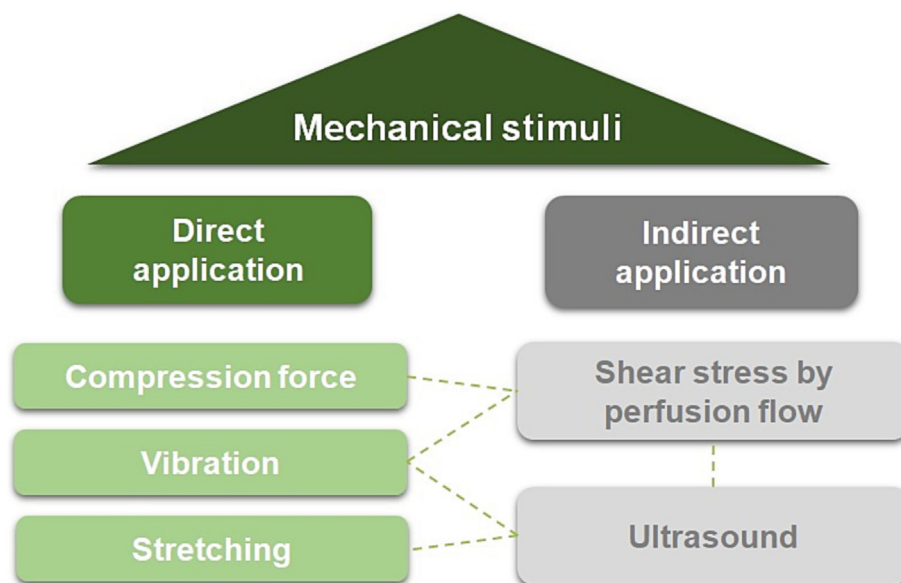 Mechanical stimuli
Direct
application
Indirect
application
Compression force
Vibration
Stretching
Shear stress by
perfusion flow
Ultrasound